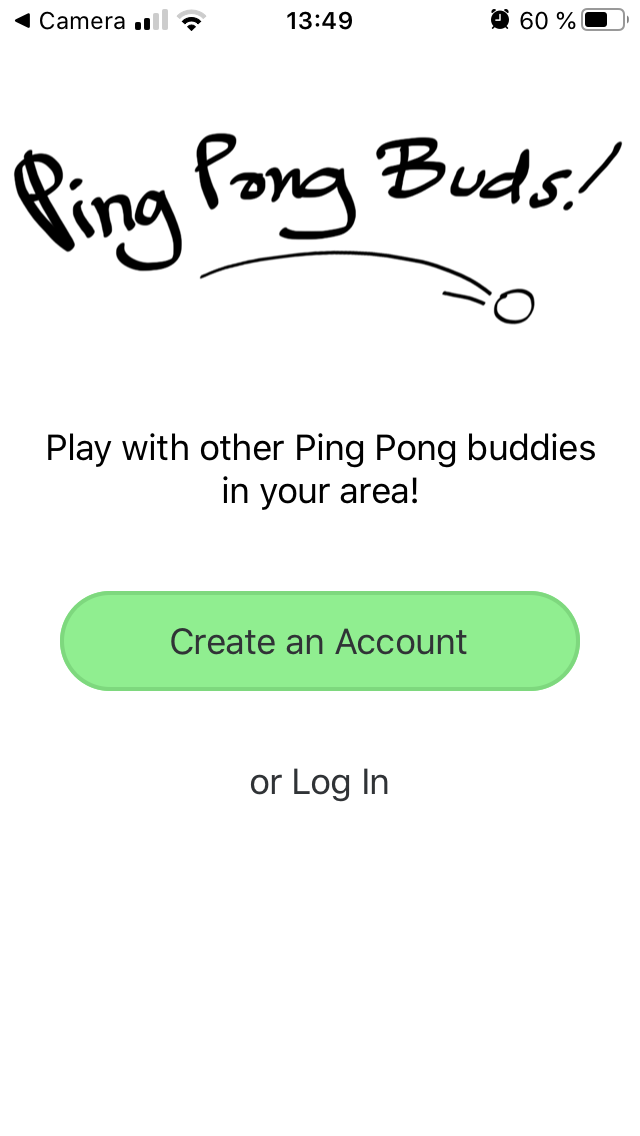 Camera 13:49 60 %
Ping Pong Buds!
Play with other Ping Pong buddies
in your area!
Create an Account
or Log In